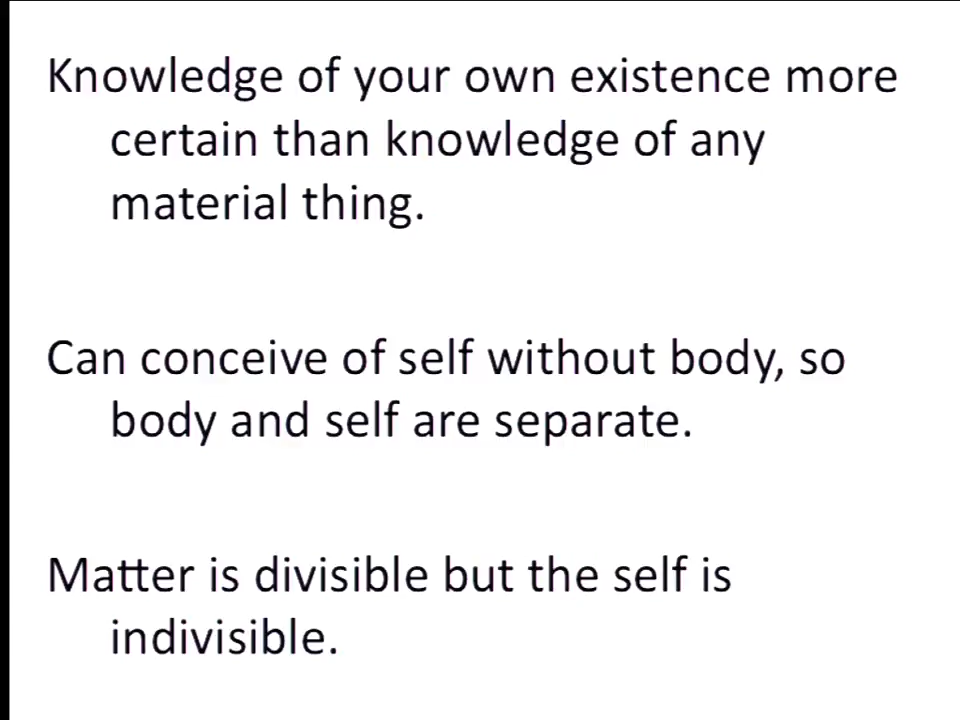 Knowledge of your own existence more
certain than knowledge of any
material thing.
Can conceive of self without body, so
body and self are separate.
Matter is divisible but the self is
indivisible.